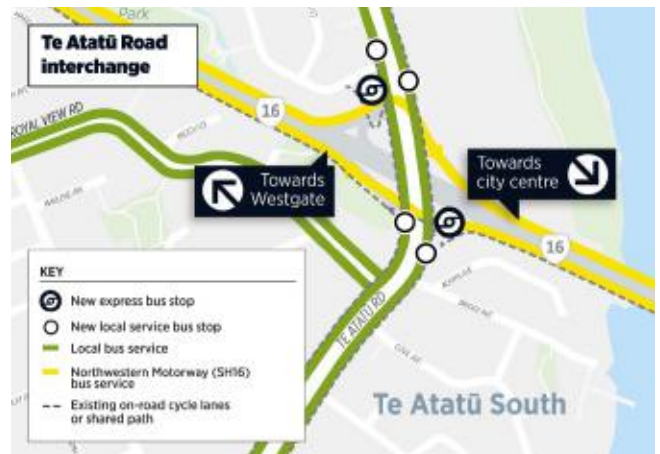 Park
Te Atatū Road
interchange
16
ROYAL VIEW RD
Towards
Westgate
Towards
city centre
16
TE ATATŪ RD
Te Atatū South
KEY
New express bus stop
New local service bus stop
Local bus service
Northwestern Motorway (SH16)
bus service
Existing on-road cycle lanes
or shared path